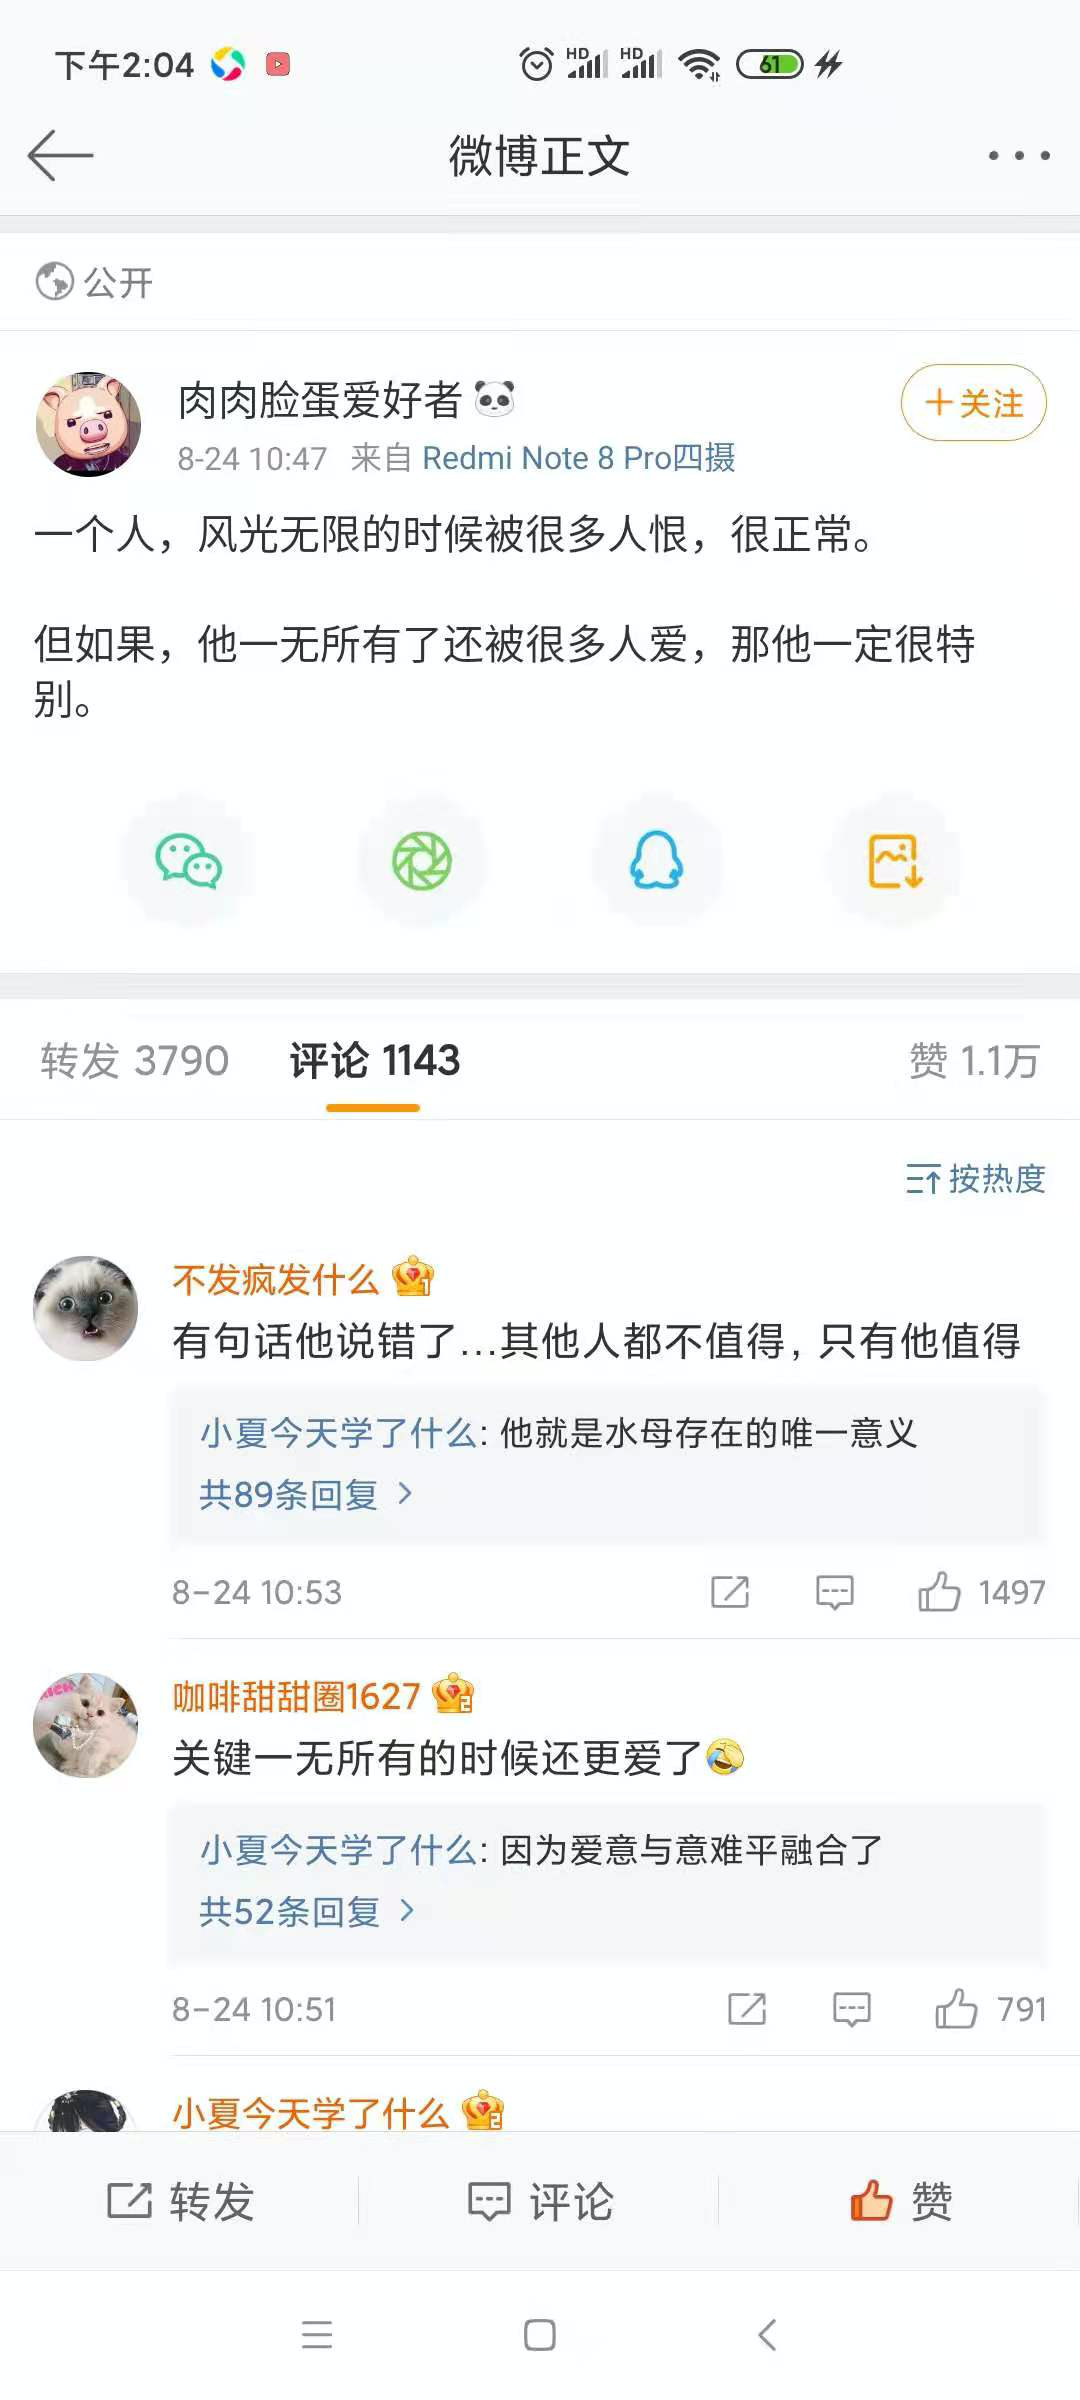 下午2:04
HD HD 61
微博正文
公开
肉肉脸蛋爱好者🐼
+关注
8-24 10:47 来自 Redmi Note 8 Pro四摄
一个人，风光无限的时候被很多人恨，很正常。
但如果，他一无所有了还被很多人爱，那他一定很特
别。
转发 3790 评论 1143 赞 1.1万
按热度
不发疯发什么 1
有句话他说错了...其他人都不值得，只有他值得
小夏今天学了什么: 他就是水母存在的唯一意义
共89条回复 >
8-24 10:53 1497
咖啡甜甜圈1627 2
关键一无所有的时候还更爱了🤣
小夏今天学了什么: 因为爱意与意难平融合了
共52条回复 >
8-24 10:51 791
小夏今天学了什么 2
转发 评论 赞